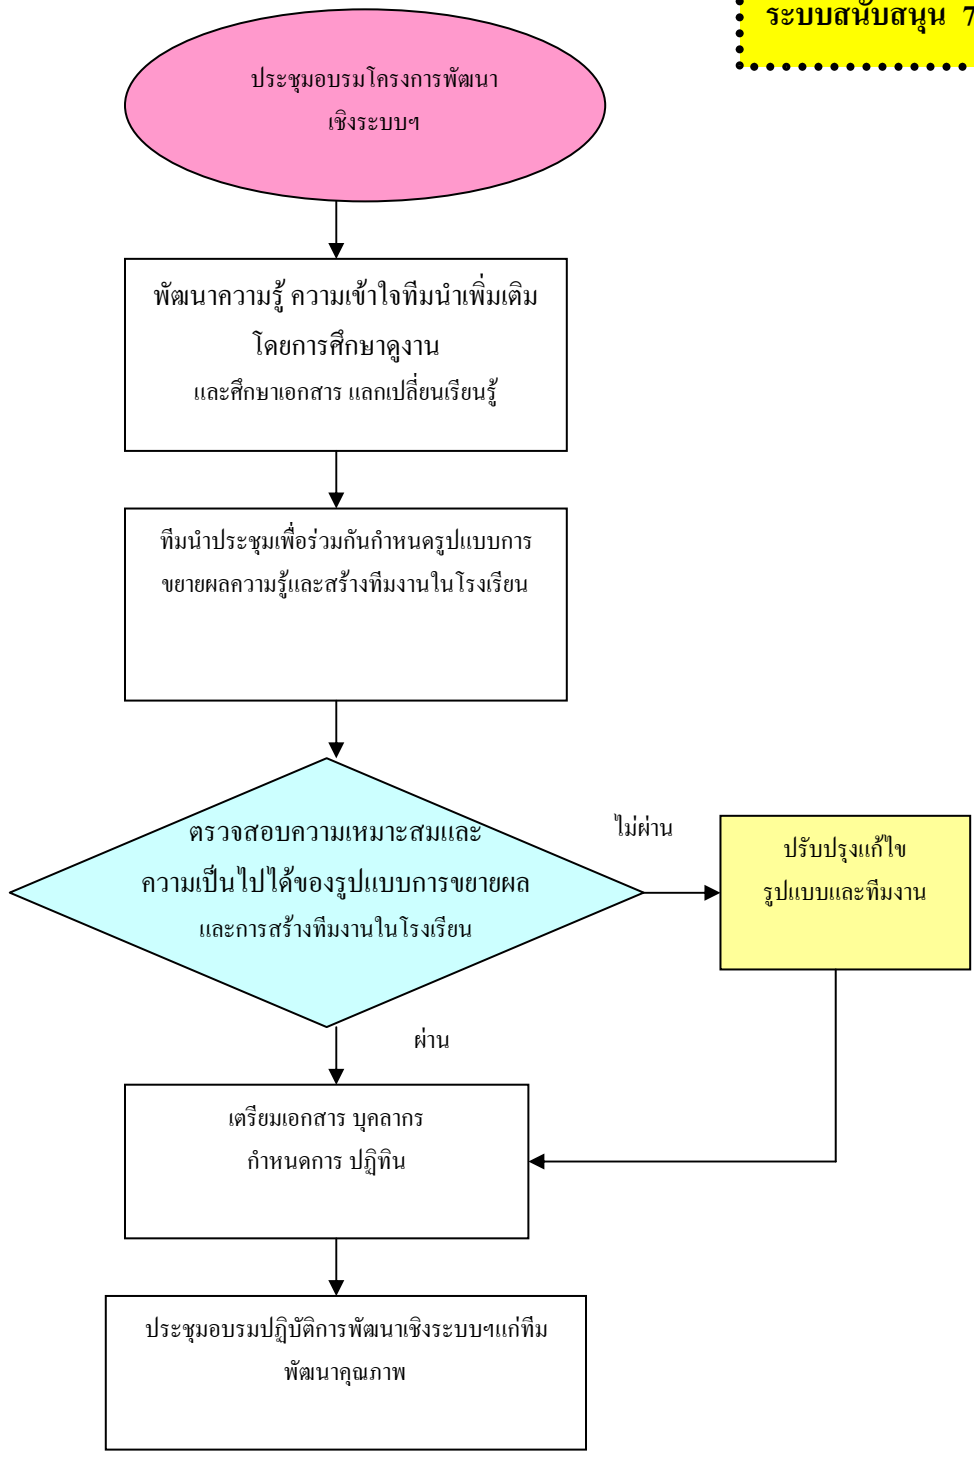 ระบบสนับสนุน 7
ประชุมอบรมโครงการพัฒนา
เชิงระบบฯ
พัฒนาความรู้ ความเข้าใจทีมนำเพิ่มเติม
โดยการศึกษาดูงาน
และศึกษาเอกสาร แลกเปลี่ยนเรียนรู้
ทีมนำประชุมเพื่อร่วมกันกำหนดรูปแบบการ
ขยายผลความรู้และสร้างทีมงานในโรงเรียน
ตรวจสอบความเหมาะสมและ
ความเป็นไปได้ของรูปแบบการขยายผล
และการสร้างทีมงานในโรงเรียน
ไม่ผ่าน
ปรับปรุงแก้ไข
รูปแบบและทีมงาน
ผ่าน
เตรียมเอกสาร บุคลากร
กำหนดการ ปฏิทิน
ประชุมอบรมปฏิบัติการพัฒนาเชิงระบบฯแก่ทีม
พัฒนาคุณภาพ